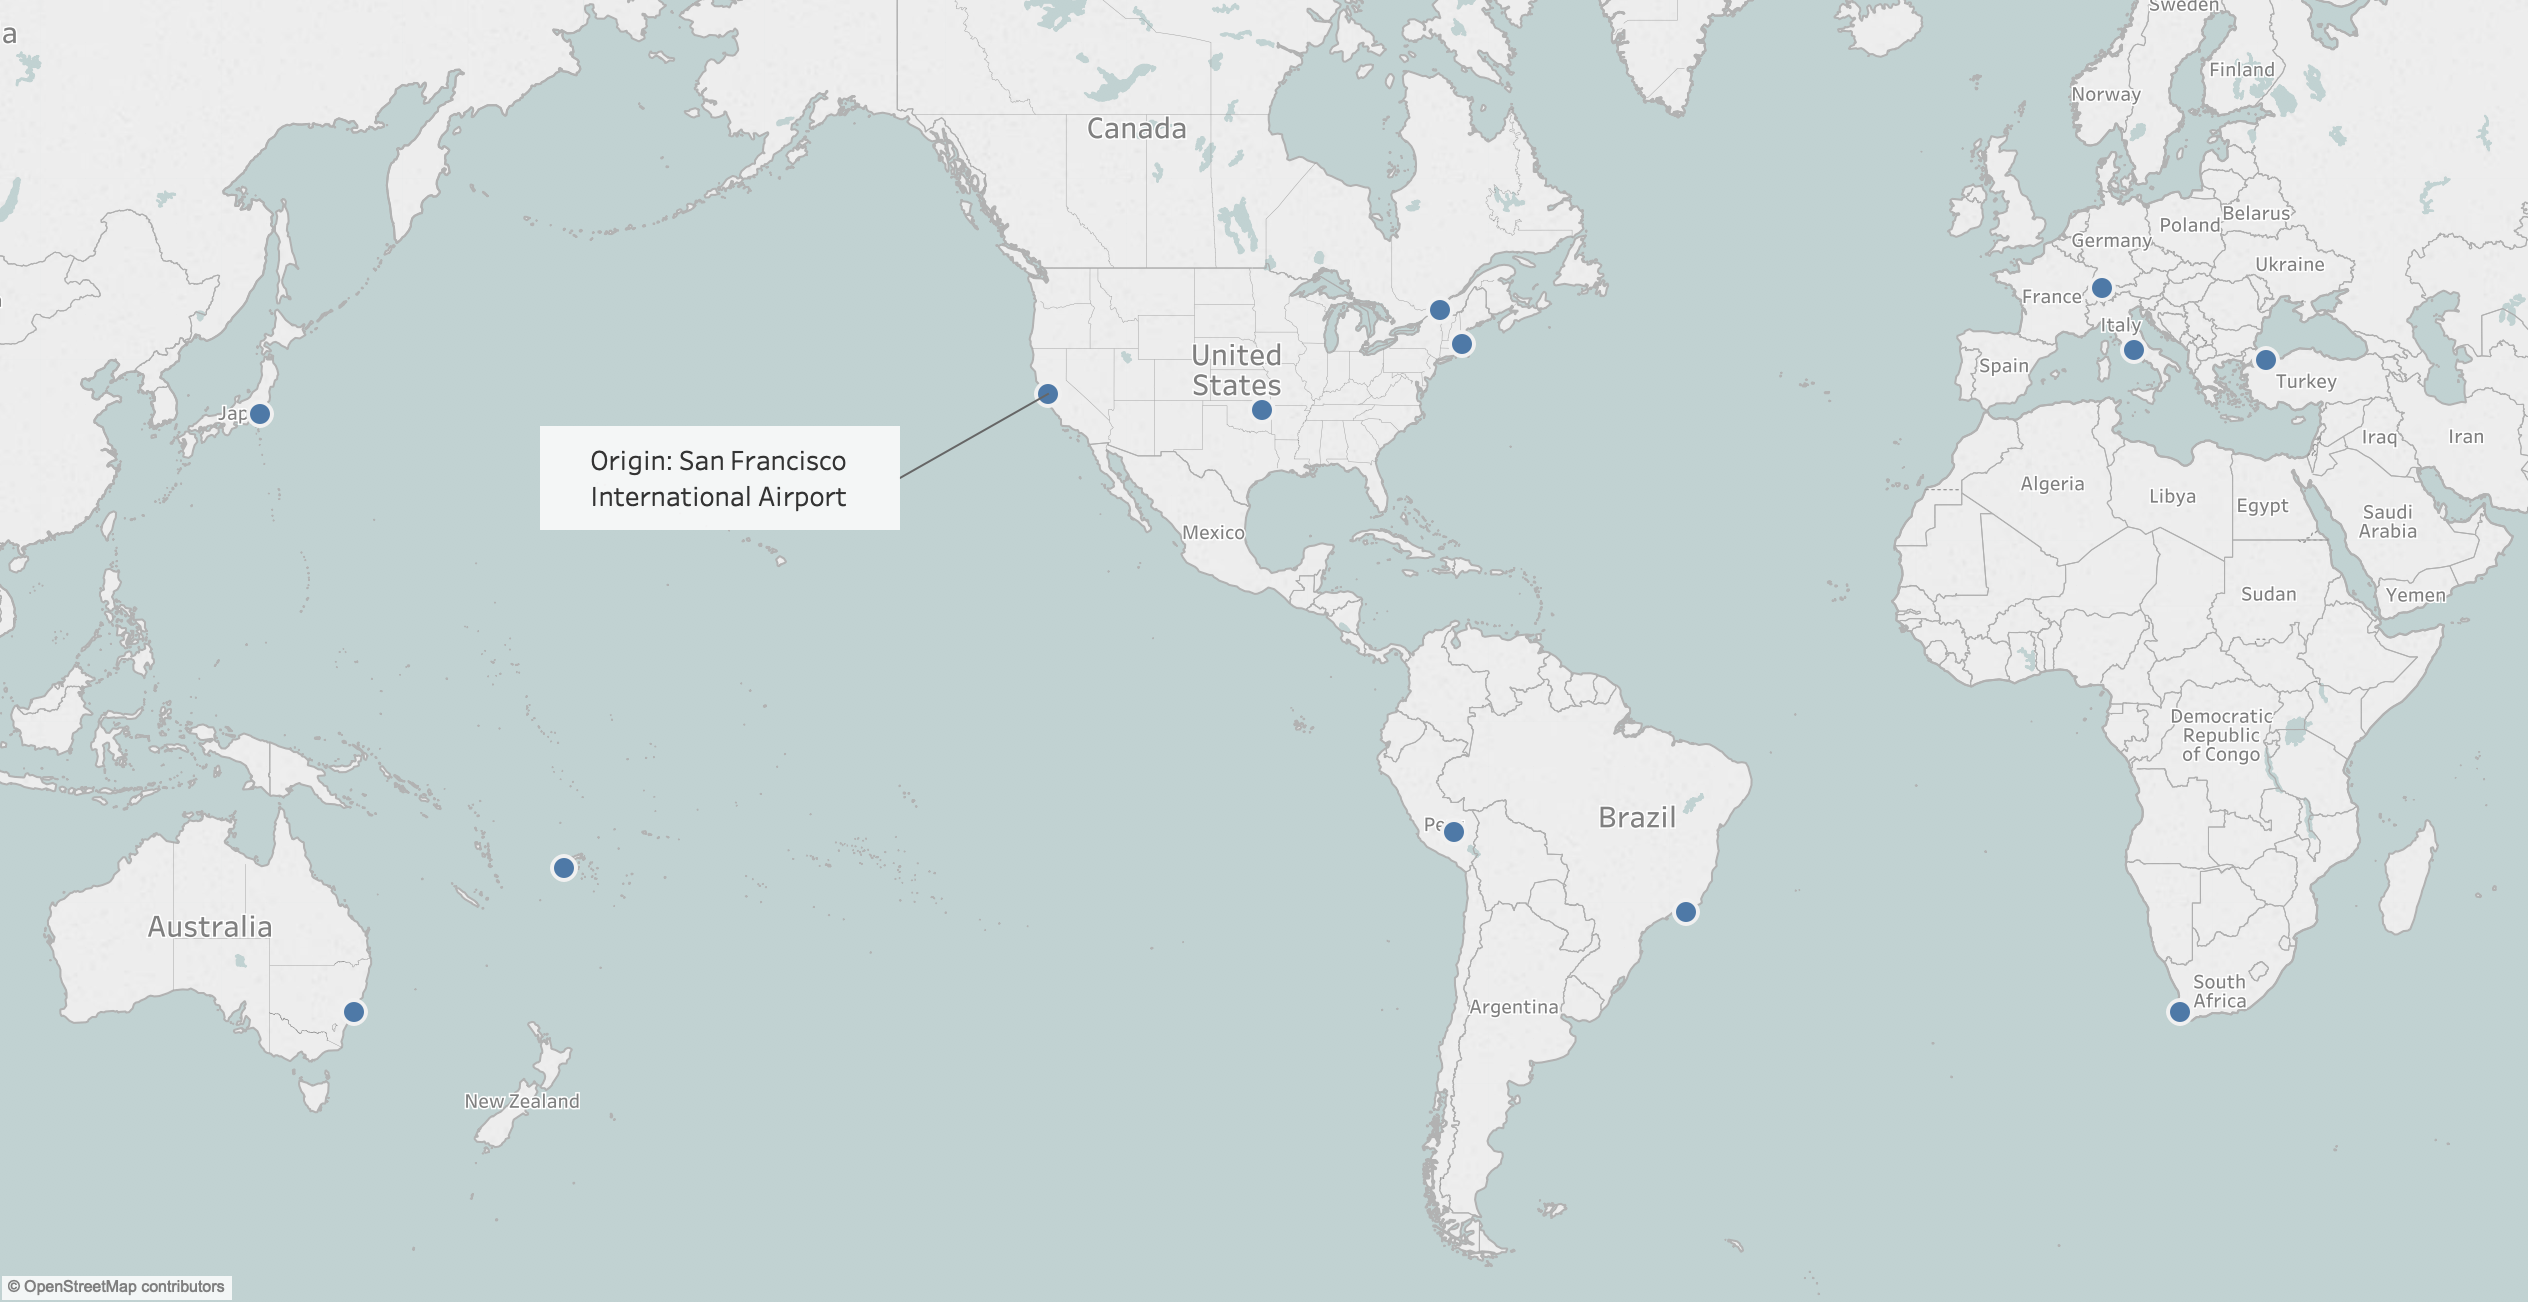 a
Sweden
Finland
Norway
Canada
Belarus
Poland
Germany
Ukraine
France
Italy
United
States
Spain
Turkey
Jap
Iraq
Iran
Origin: San Francisco
International Airport
Algeria
Libya
Egypt
Saudi
Arabia
Mexico
Sudan
Yemen
Democratic
Republic
of Congo
Brazil
Pe
Australia
South
Africa
Argentina
New Zealand
© OpenStreetMap contributors